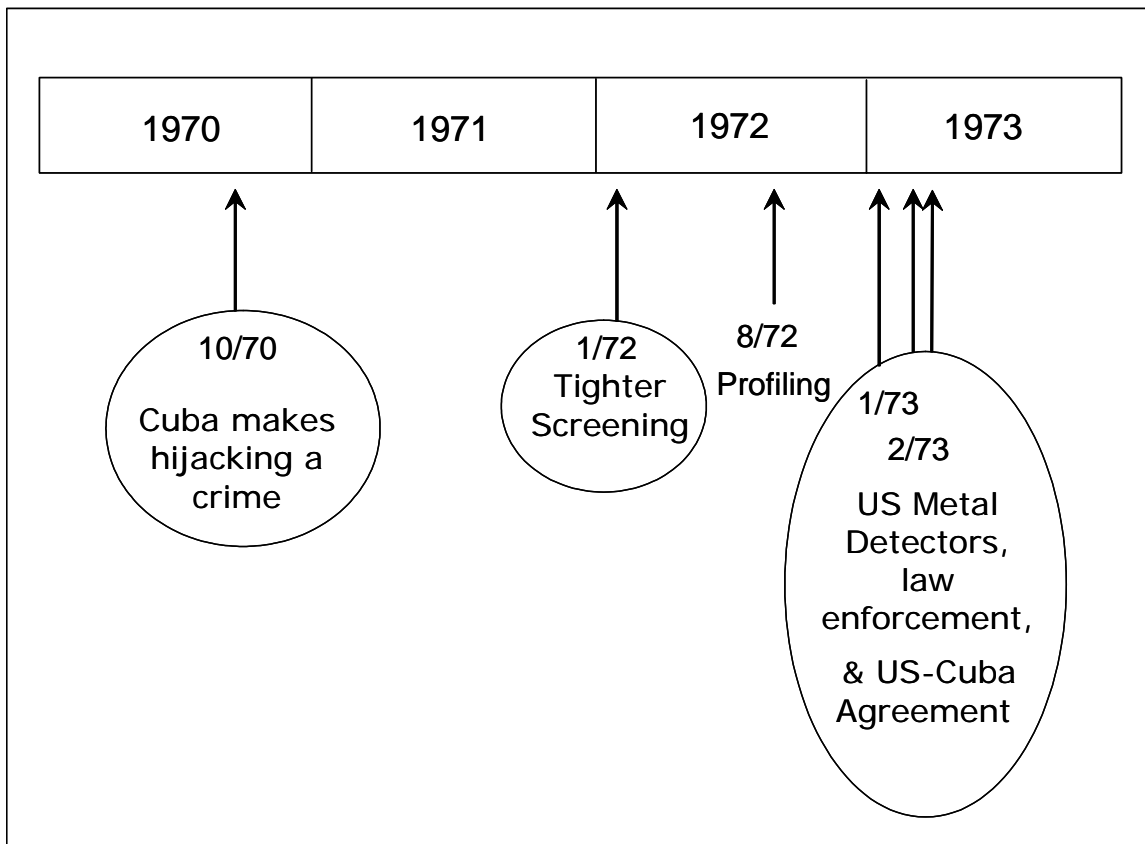 1970
1971
1972
1973
10/70
Cuba makes
hijacking a
crime
1/72
Tighter
Screening
8/72
Profiling
1/73
2/73
US Metal
Detectors,
law
enforcement,
& US-Cuba
Agreement